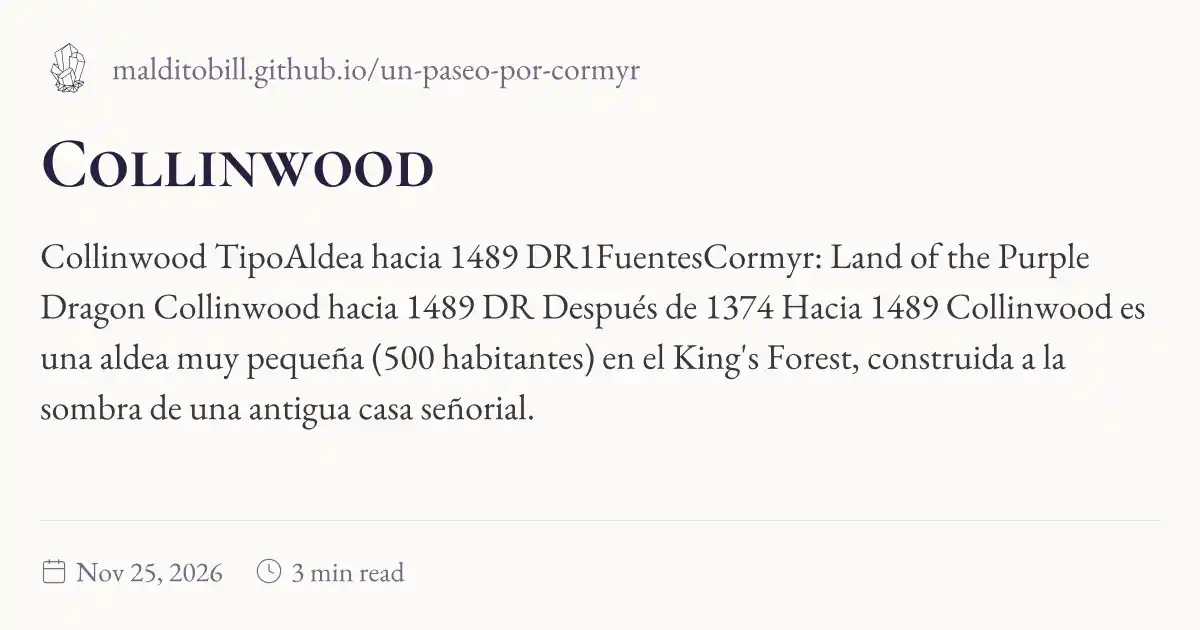 malditobill.github.io/un-paseo-por-cormyr
Collinwood
Collinwood TipoAldea hacia 1489 DR1FuentesCormyr: Land of the Purple
Dragon Collinwood hacia 1489 DR Después de 1374 Hacia 1489 Collinwood es
una aldea muy pequeña (500 habitantes) en el King's Forest, construida a la
sombra de una antigua casa señorial.
Nov 25, 2026 3 min read